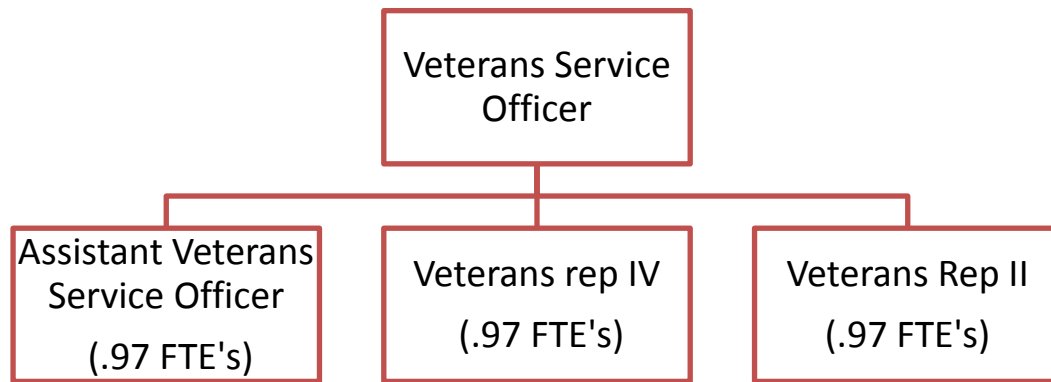 Veterans Service
Officer
Assistant Veterans
Service Officer
(.97 FTE's)
Veterans rep IV
(.97 FTE's)
Veterans Rep II
(.97 FTE's)